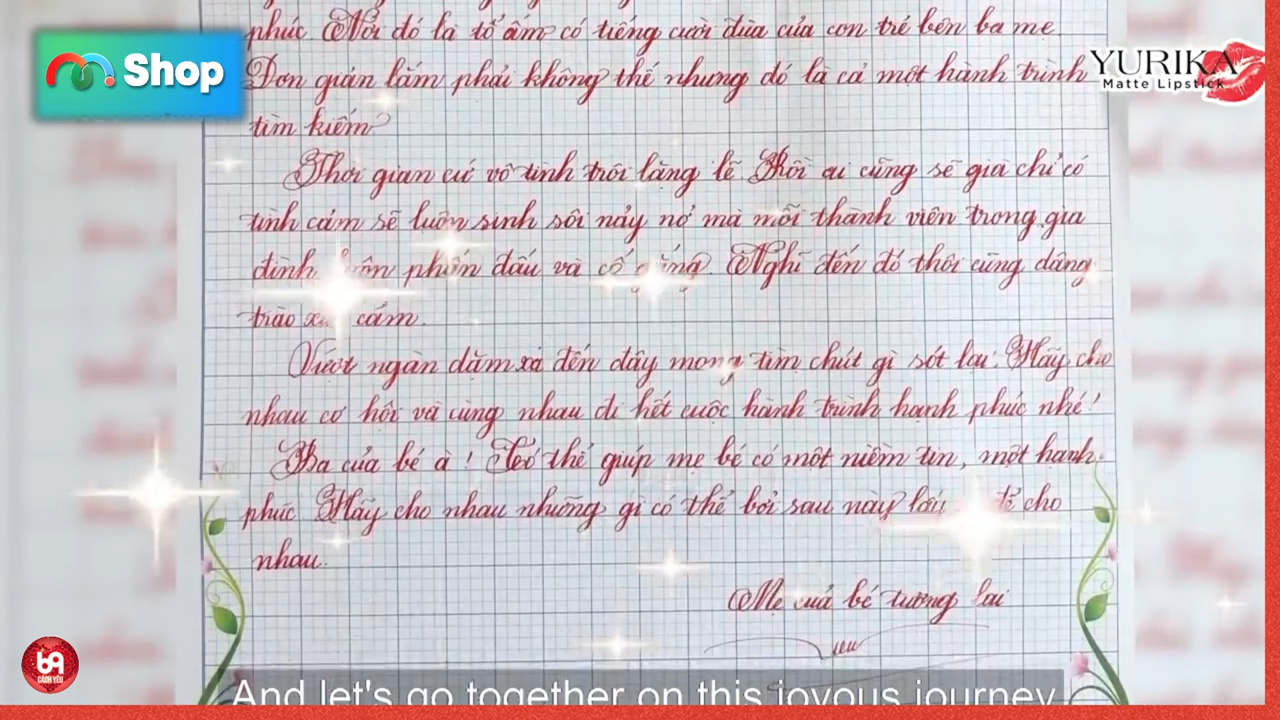 phúc. Nơi đó là tổ ấm có tiếng cười đùa của con trẻ bên ba mẹ
M Shop
YURIKA
Matte Lipstick
Đơn giản lắm phải không thế nhưng đó là cả một hành trình
tìm kiếm
Thời gian cứ vô tình trôi lặng lẽ. Rồi ai cũng sẽ già chỉ có
tình cảm sẽ luôn sinh sôi nảy nở mà mỗi thành viên trong gia
đình phấn đấu và cố gắng. Nghĩ đến đó thôi cũng dâng
trào cảm.
Vượt ngàn dặm xa đến đây mong tìm chút gì sót lại. Hãy cho
nhau cơ hội và cùng nhau đi hết cuộc hành trình hạnh phúc nhé!
Ba của bé à! Có thể giúp mẹ bé có một niềm tin, một hạnh
phúc. Hãy cho nhau những gì có thể bởi sau này để cho
nhau.
Mẹ của bé tương lai
CÁNH YÊU
And let's go together on this joyous journey